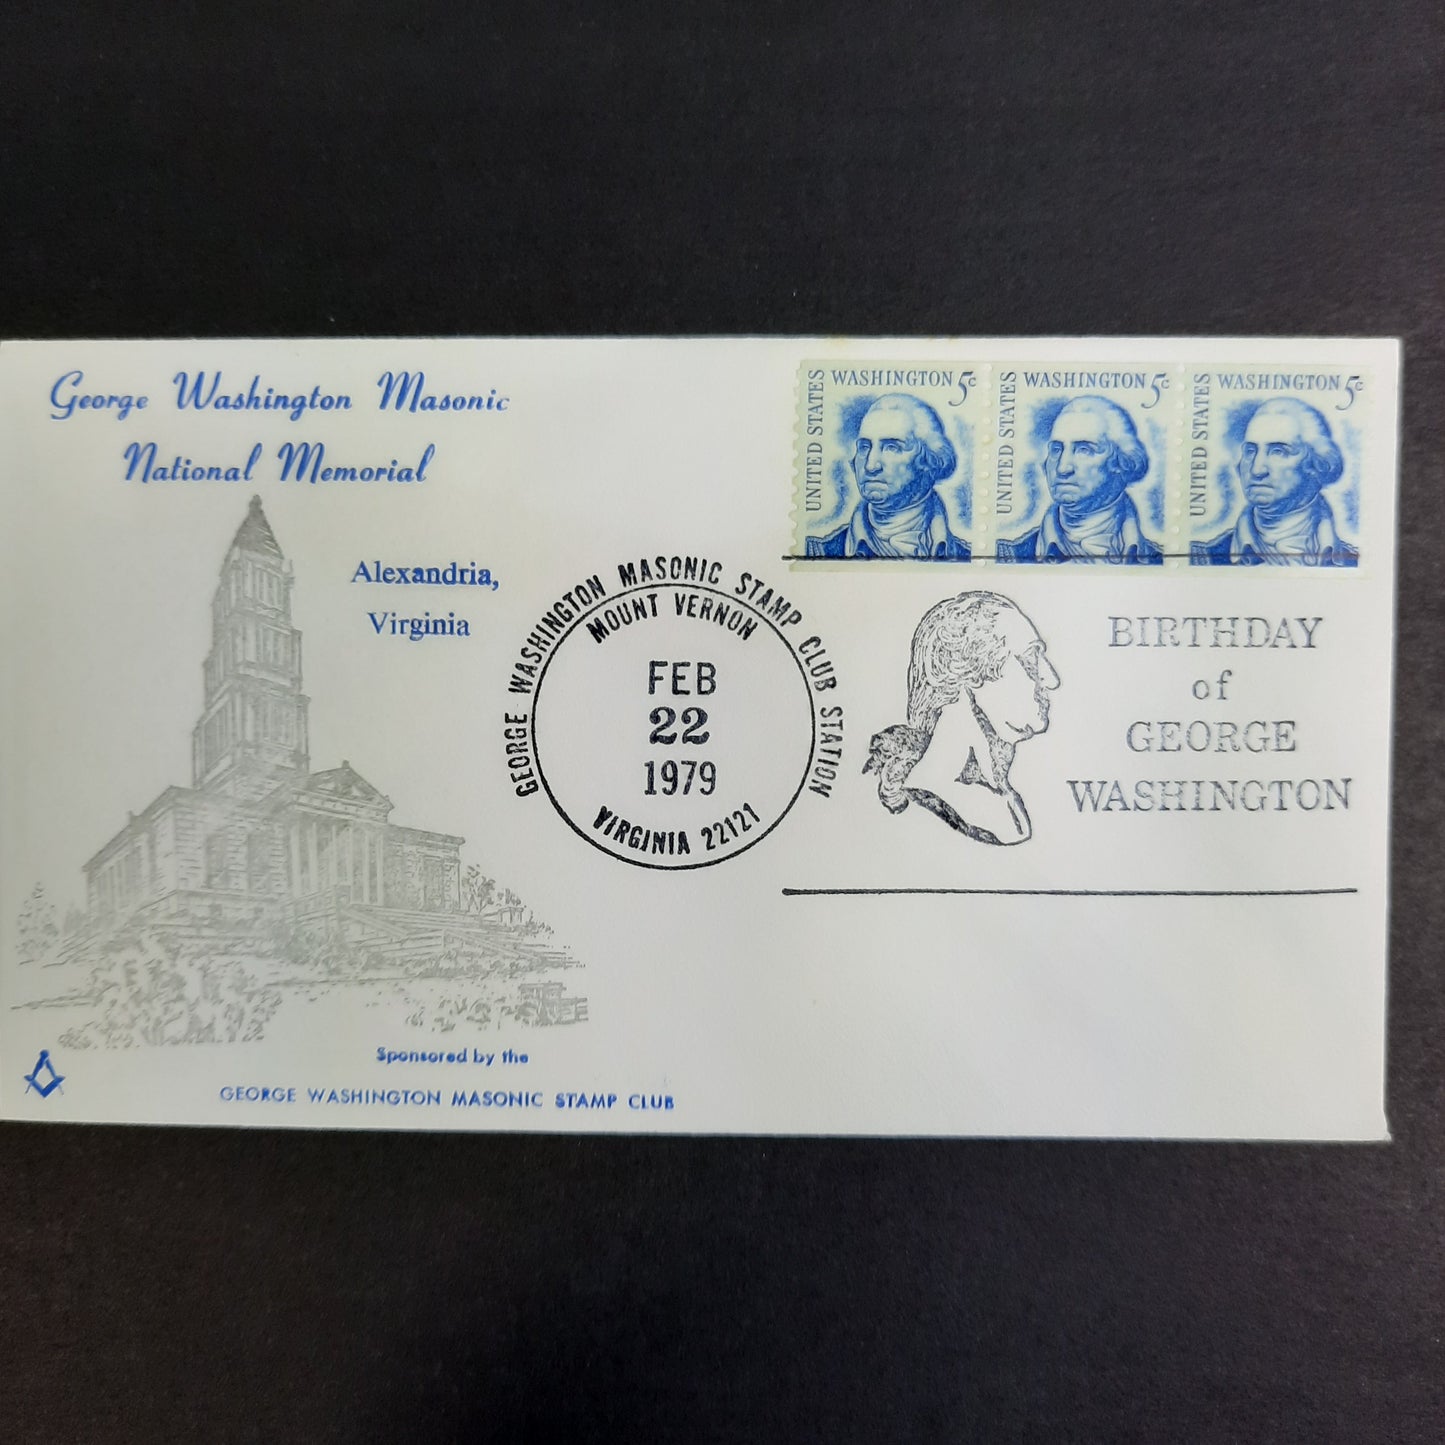 George Washington Masonic
National Memorial
Alexandria,
Virginia
UNITED STATES
WASHINGTON 5c
UNITED STATES
WASHINGTON 5c
UNITED STATES
WASHINGTON 5c
GEORGE WASHINGTON MASONIC STAMP CLUB STATION
MOUNT VERNON
FEB
22
1979
VIRGINIA 22121
BIRTHDAY
of
GEORGE
WASHINGTON
Sponsored by the
GEORGE WASHINGTON MASONIC STAMP CLUB